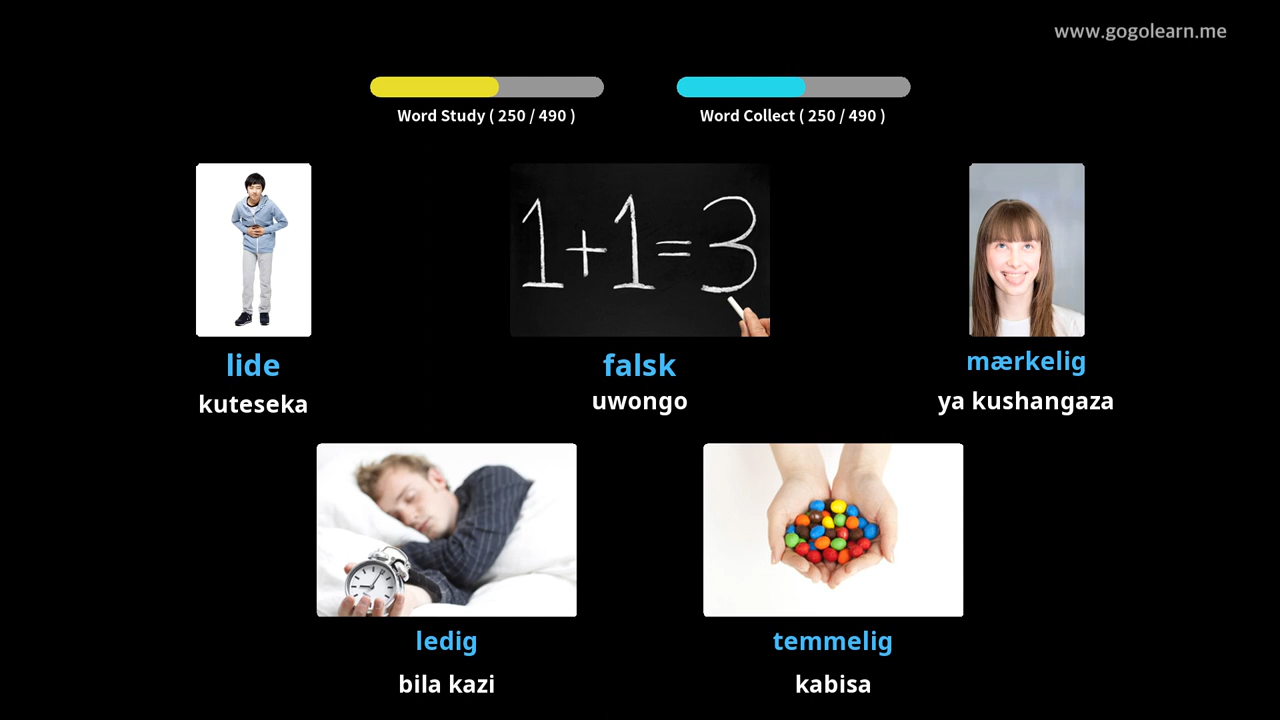 www.gogolearn.me
Word Study ( 250 / 490 )
Word Collect ( 250 / 490 )
1+1=3
lide
kuteseka
falsk
uwongo
mærkelig
ya kushangaza
ledig
bila kazi
temmelig
kabisa